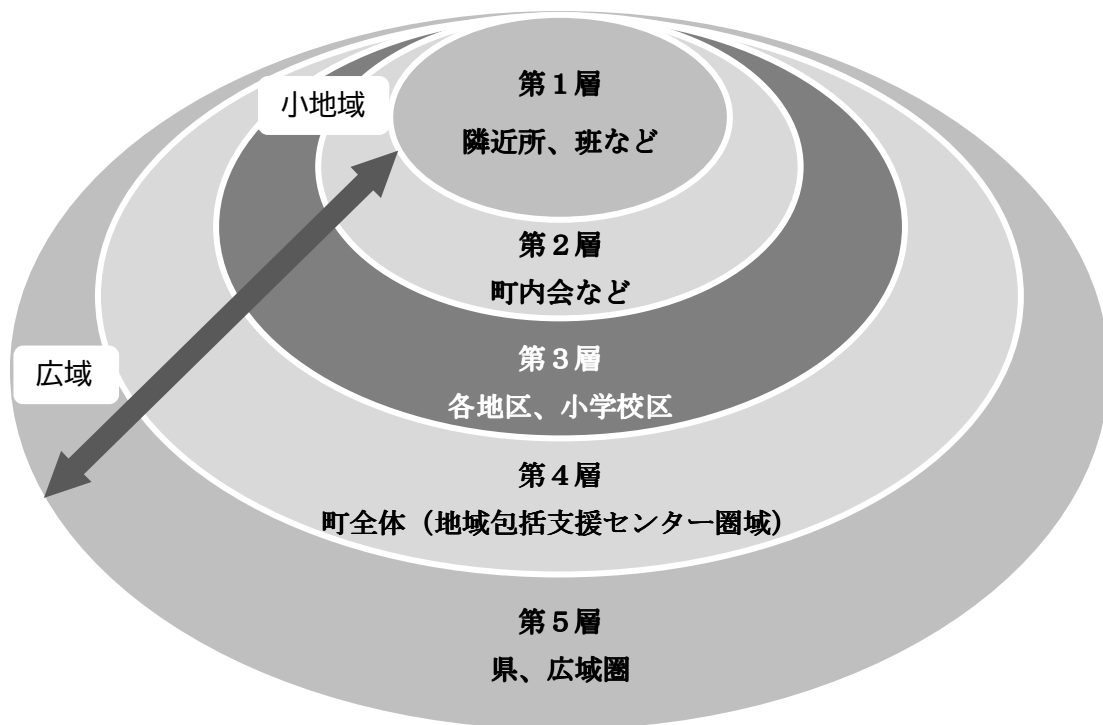 第１層
小地域
隣近所、班など
第２層
町内会など
第３層
広域
各地区、小学校区
第４層
町全体（地域包括支援センター圏域）
第５層
県、広域圏